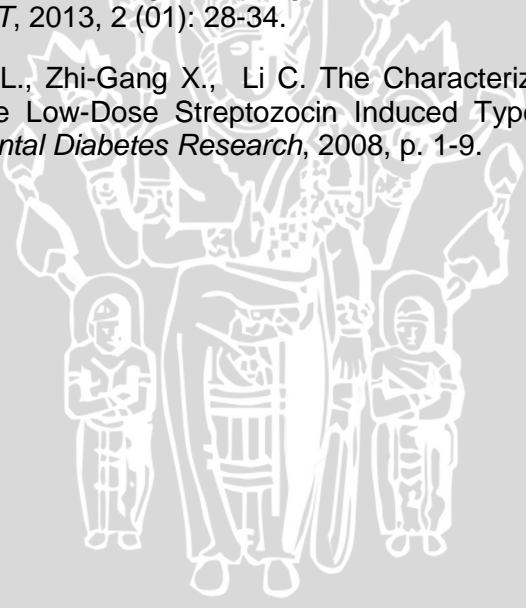 T, 2013, 2 (01): 28-34.
L., Zhi-Gang X., Li C. The Characteriz
e Low-Dose Streptozocin Induced Type
ntal Diabetes Research, 2008, p. 1-9.